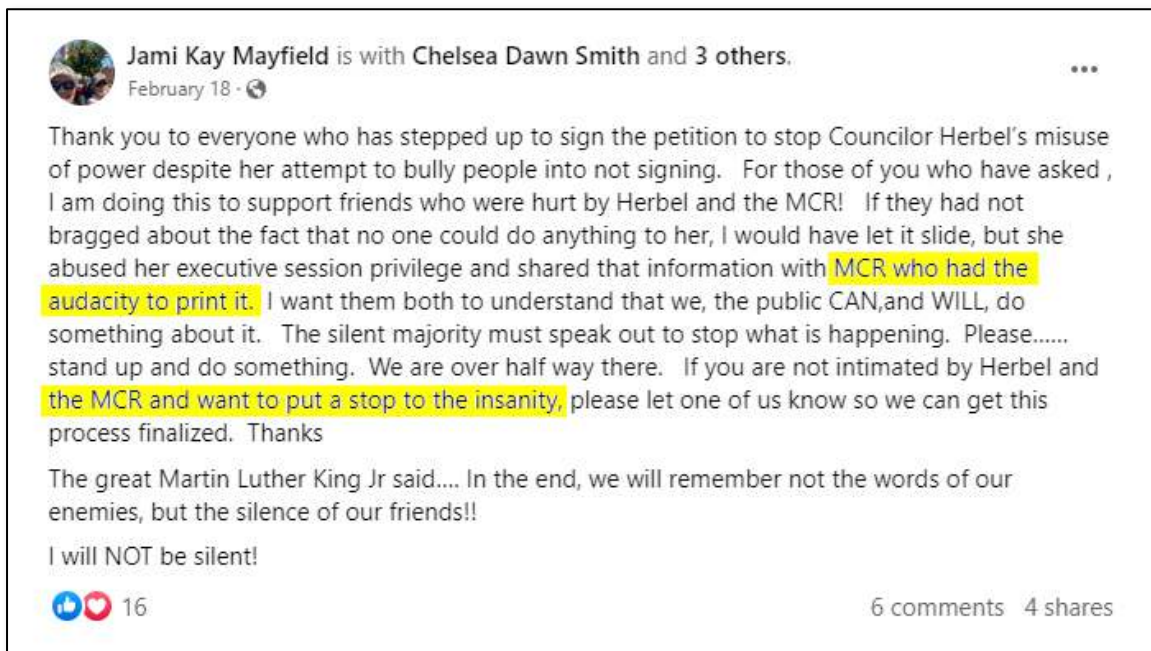 Jami Kay Mayfield is with Chelsea Dawn Smith and 3 others.
February 18 ·
Thank you to everyone who has stepped up to sign the petition to stop Councilor Herbel's misuse
of power despite her attempt to bully people into not signing. For those of you who have asked ,
I am doing this to support friends who were hurt by Herbel and the MCR! If they had not
bragged about the fact that no one could do anything to her, I would have let it slide, but she
abused her executive session privilege and shared that information with MCR who had the
audacity to print it. I want them both to understand that we, the public CAN,and WILL, do
something about it. The silent majority must speak out to stop what is happening. Please......
stand up and do something. We are over half way there. If you are not intimated by Herbel and
the MCR and want to put a stop to the insanity, please let one of us know so we can get this
process finalized. Thanks
The great Martin Luther King Jr said.... In the end, we will remember not the words of our
enemies, but the silence of our friends!!
I will NOT be silent!
16 6 comments 4 shares